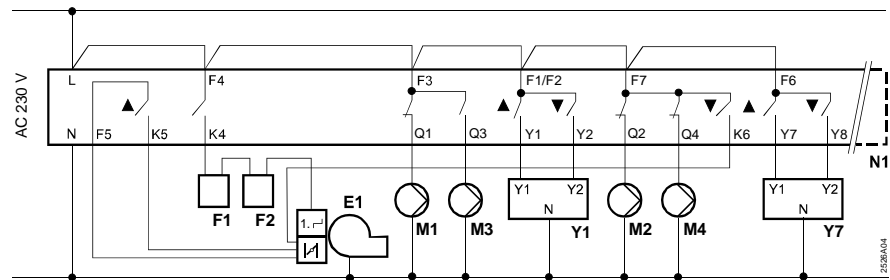 AC 230 V
L F4 F3 F1/F2 F7 F6
N F5 K5 K4 Q1 Q3 Y1 Y2 Q2 Q4 K6 Y7 Y8
N1
F1 F2 E1 M1 M3 Y1 Y2 N Y1 M2 M4 Y1 Y2 N Y7
1.
2526A04